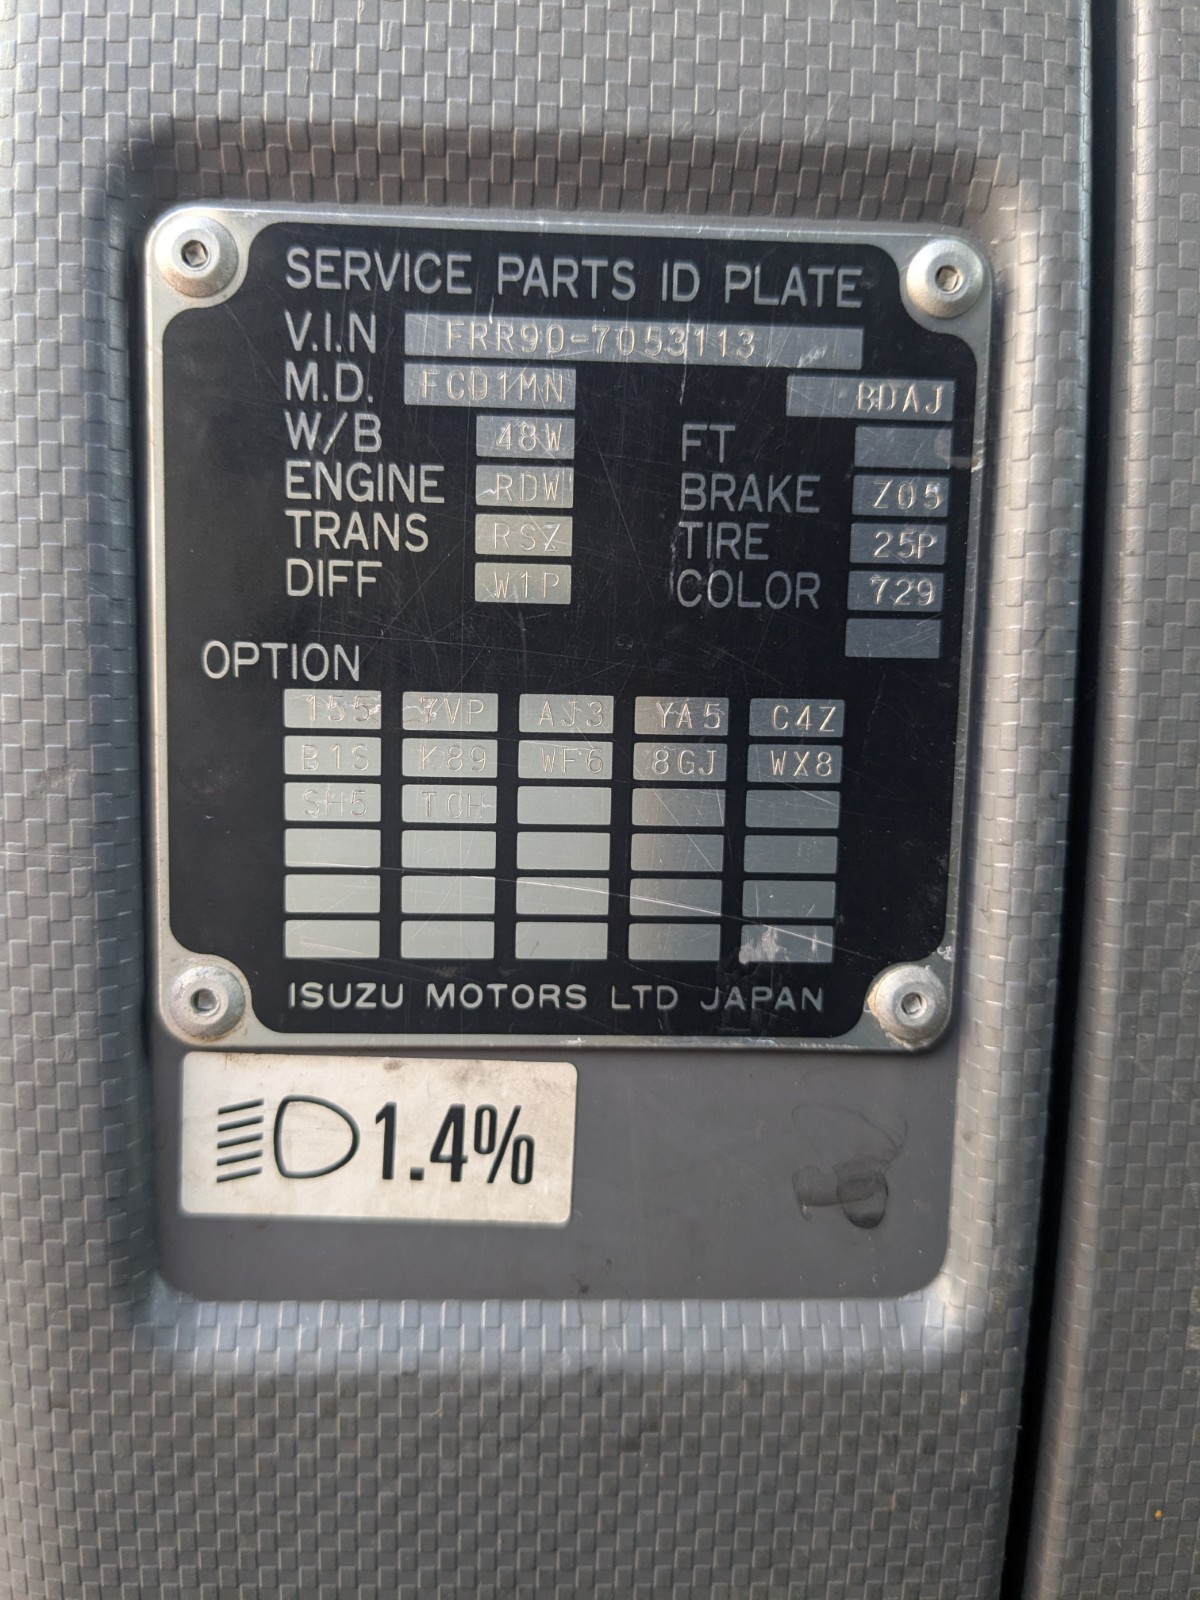 SERVICE PARTS ID PLATE
V.I.N FRR90-7053113
M.D. FCD1MN BDAJ
W/B 48W FT
ENGINE RDW BRAKE Z05
TRANS RSZ TIRE 25P
DIFF W1P COLOR 729
OPTION
155 7VP AJ3 YA5 C4Z
B1S K89 WF6 8GJ WX8
SH5 TCH
ISUZU MOTORS LTD JAPAN
1.4%